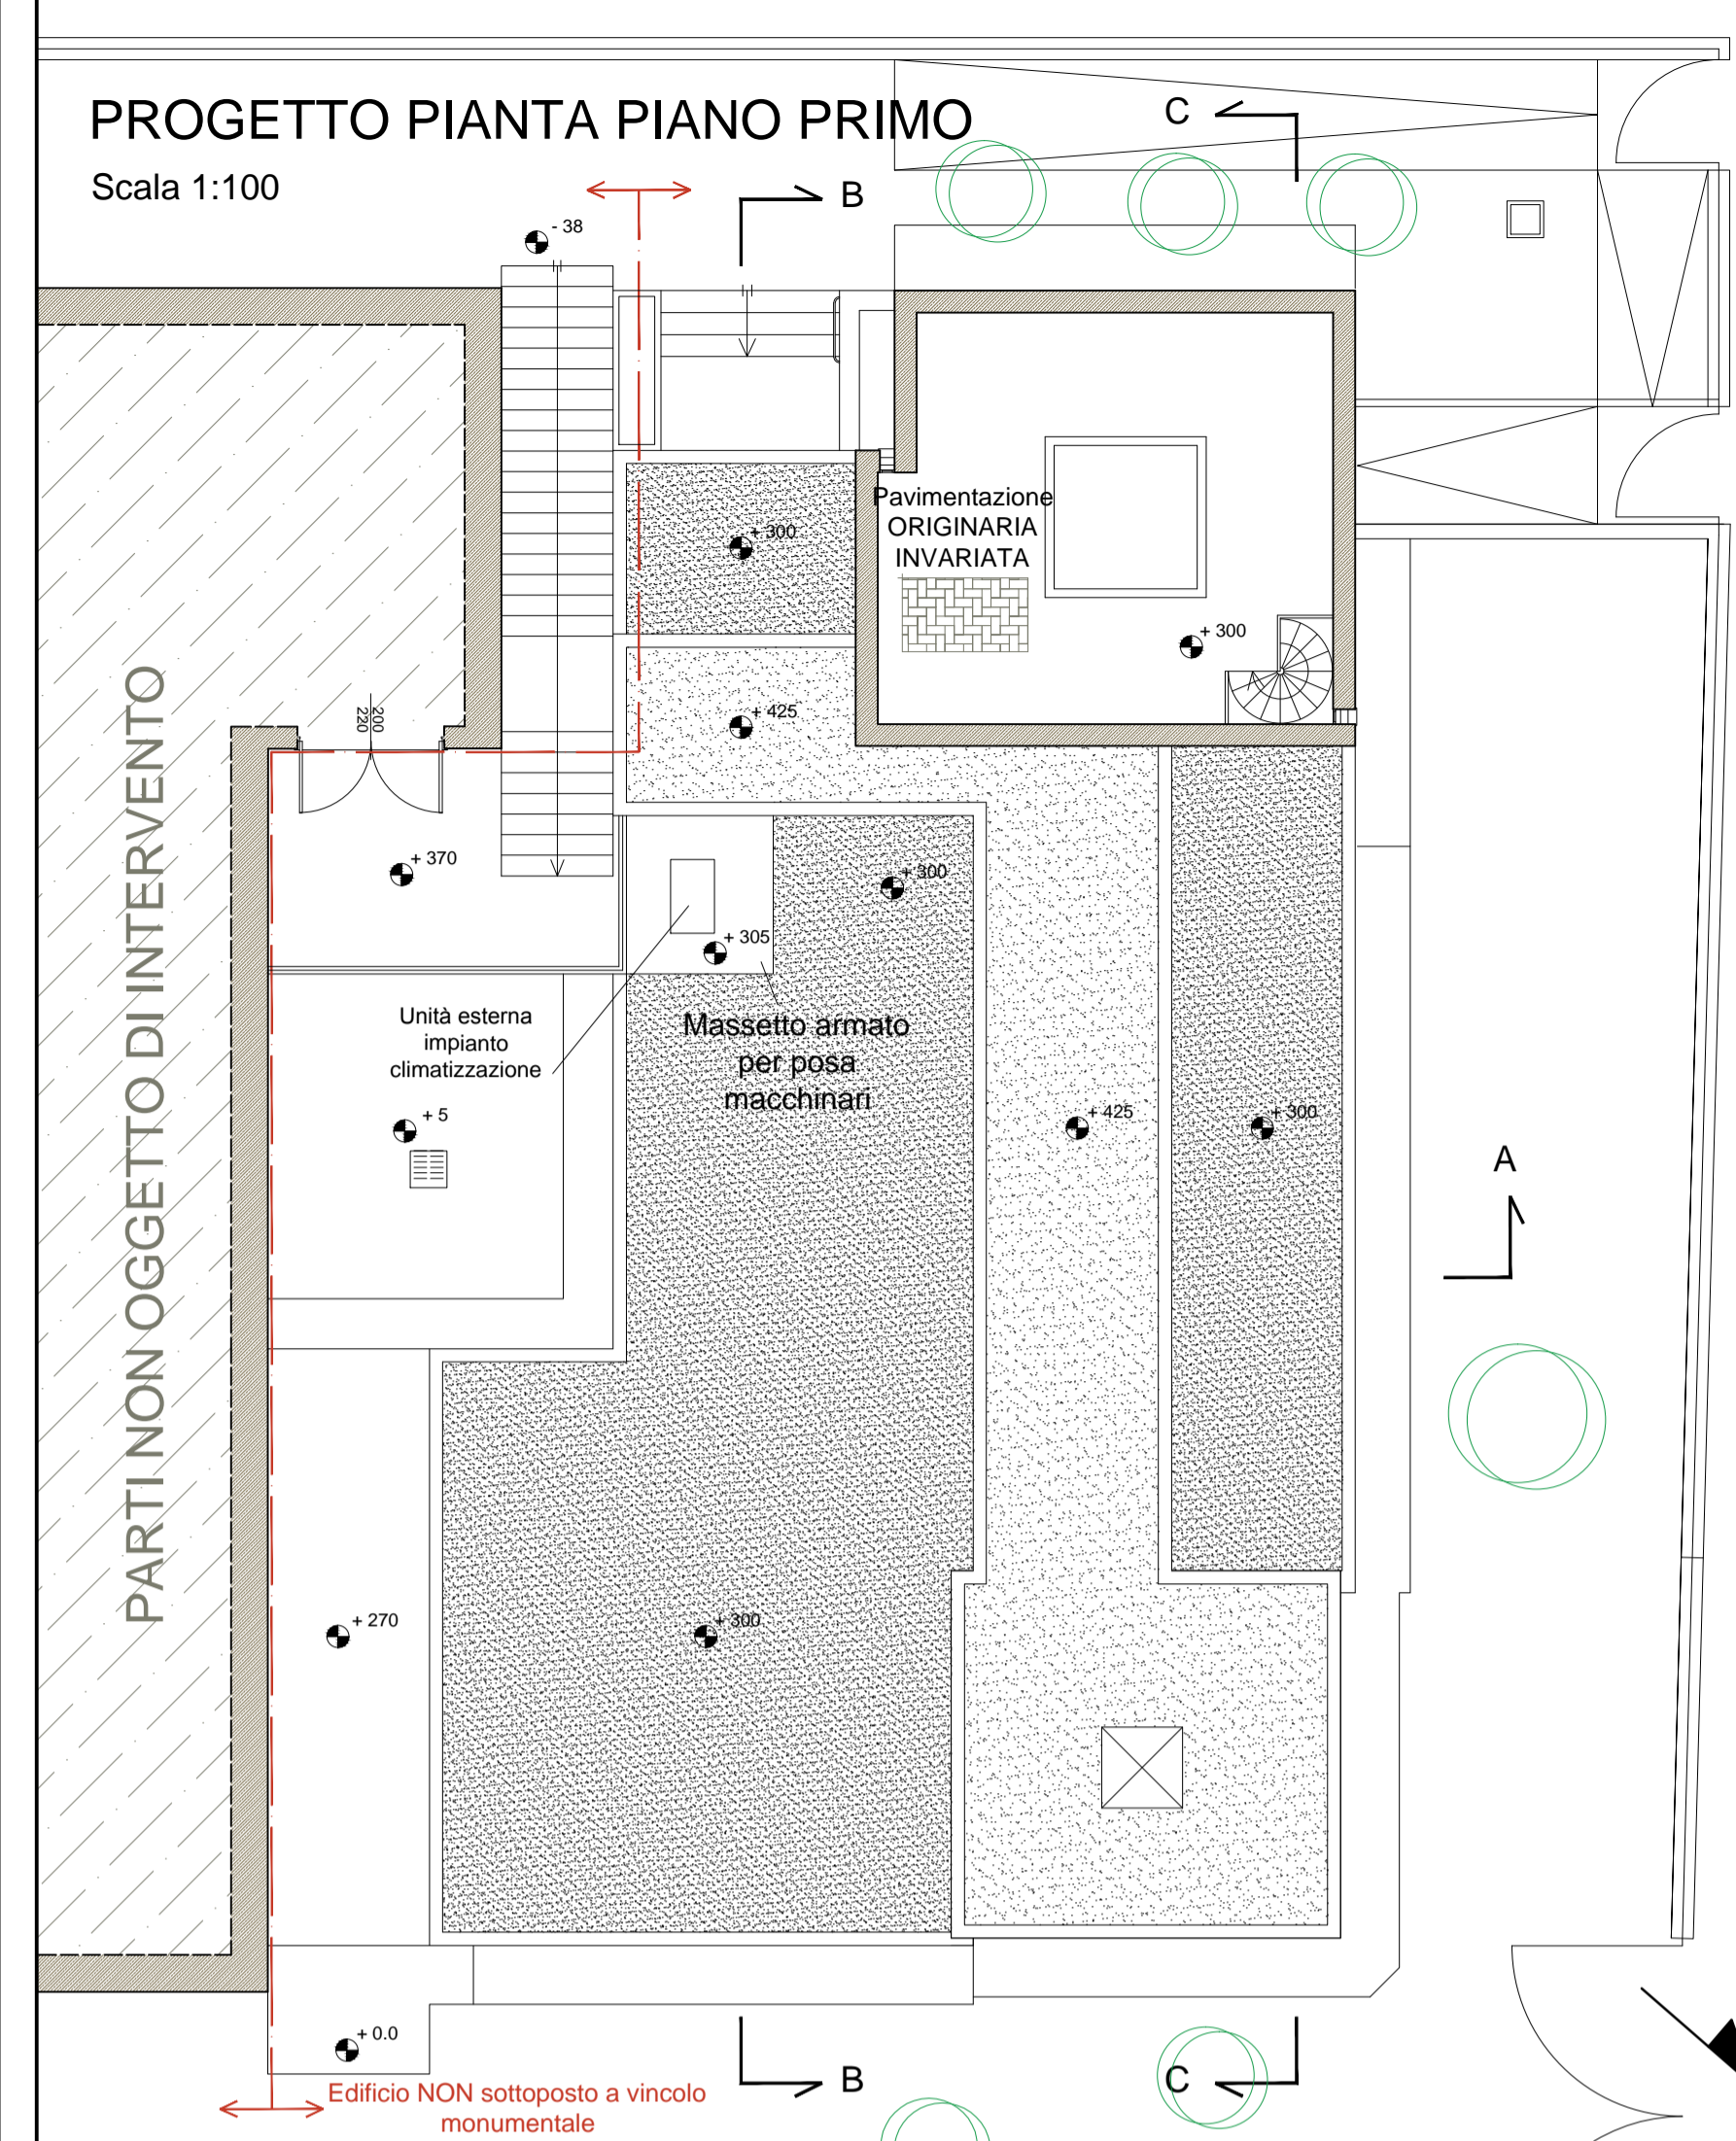 PROGETTO PIANTA PIANO PRIMO
Scala 1:100
C
B
- 38
Pavimentazione
ORIGINARIA
INVARIATA
+ 300
+ 300
+ 425
200
220
+ 370
+ 300
+ 305
Unità esterna
impianto
climatizzazione
Massetto armato
per posa
macchinari
+ 5
+ 425
+ 300
A
PARTI NON OGGETTO DI INTERVENTO
+ 270
+ 300
+ 0.0
B
C
Edificio NON sottoposto a vincolo
monumentale